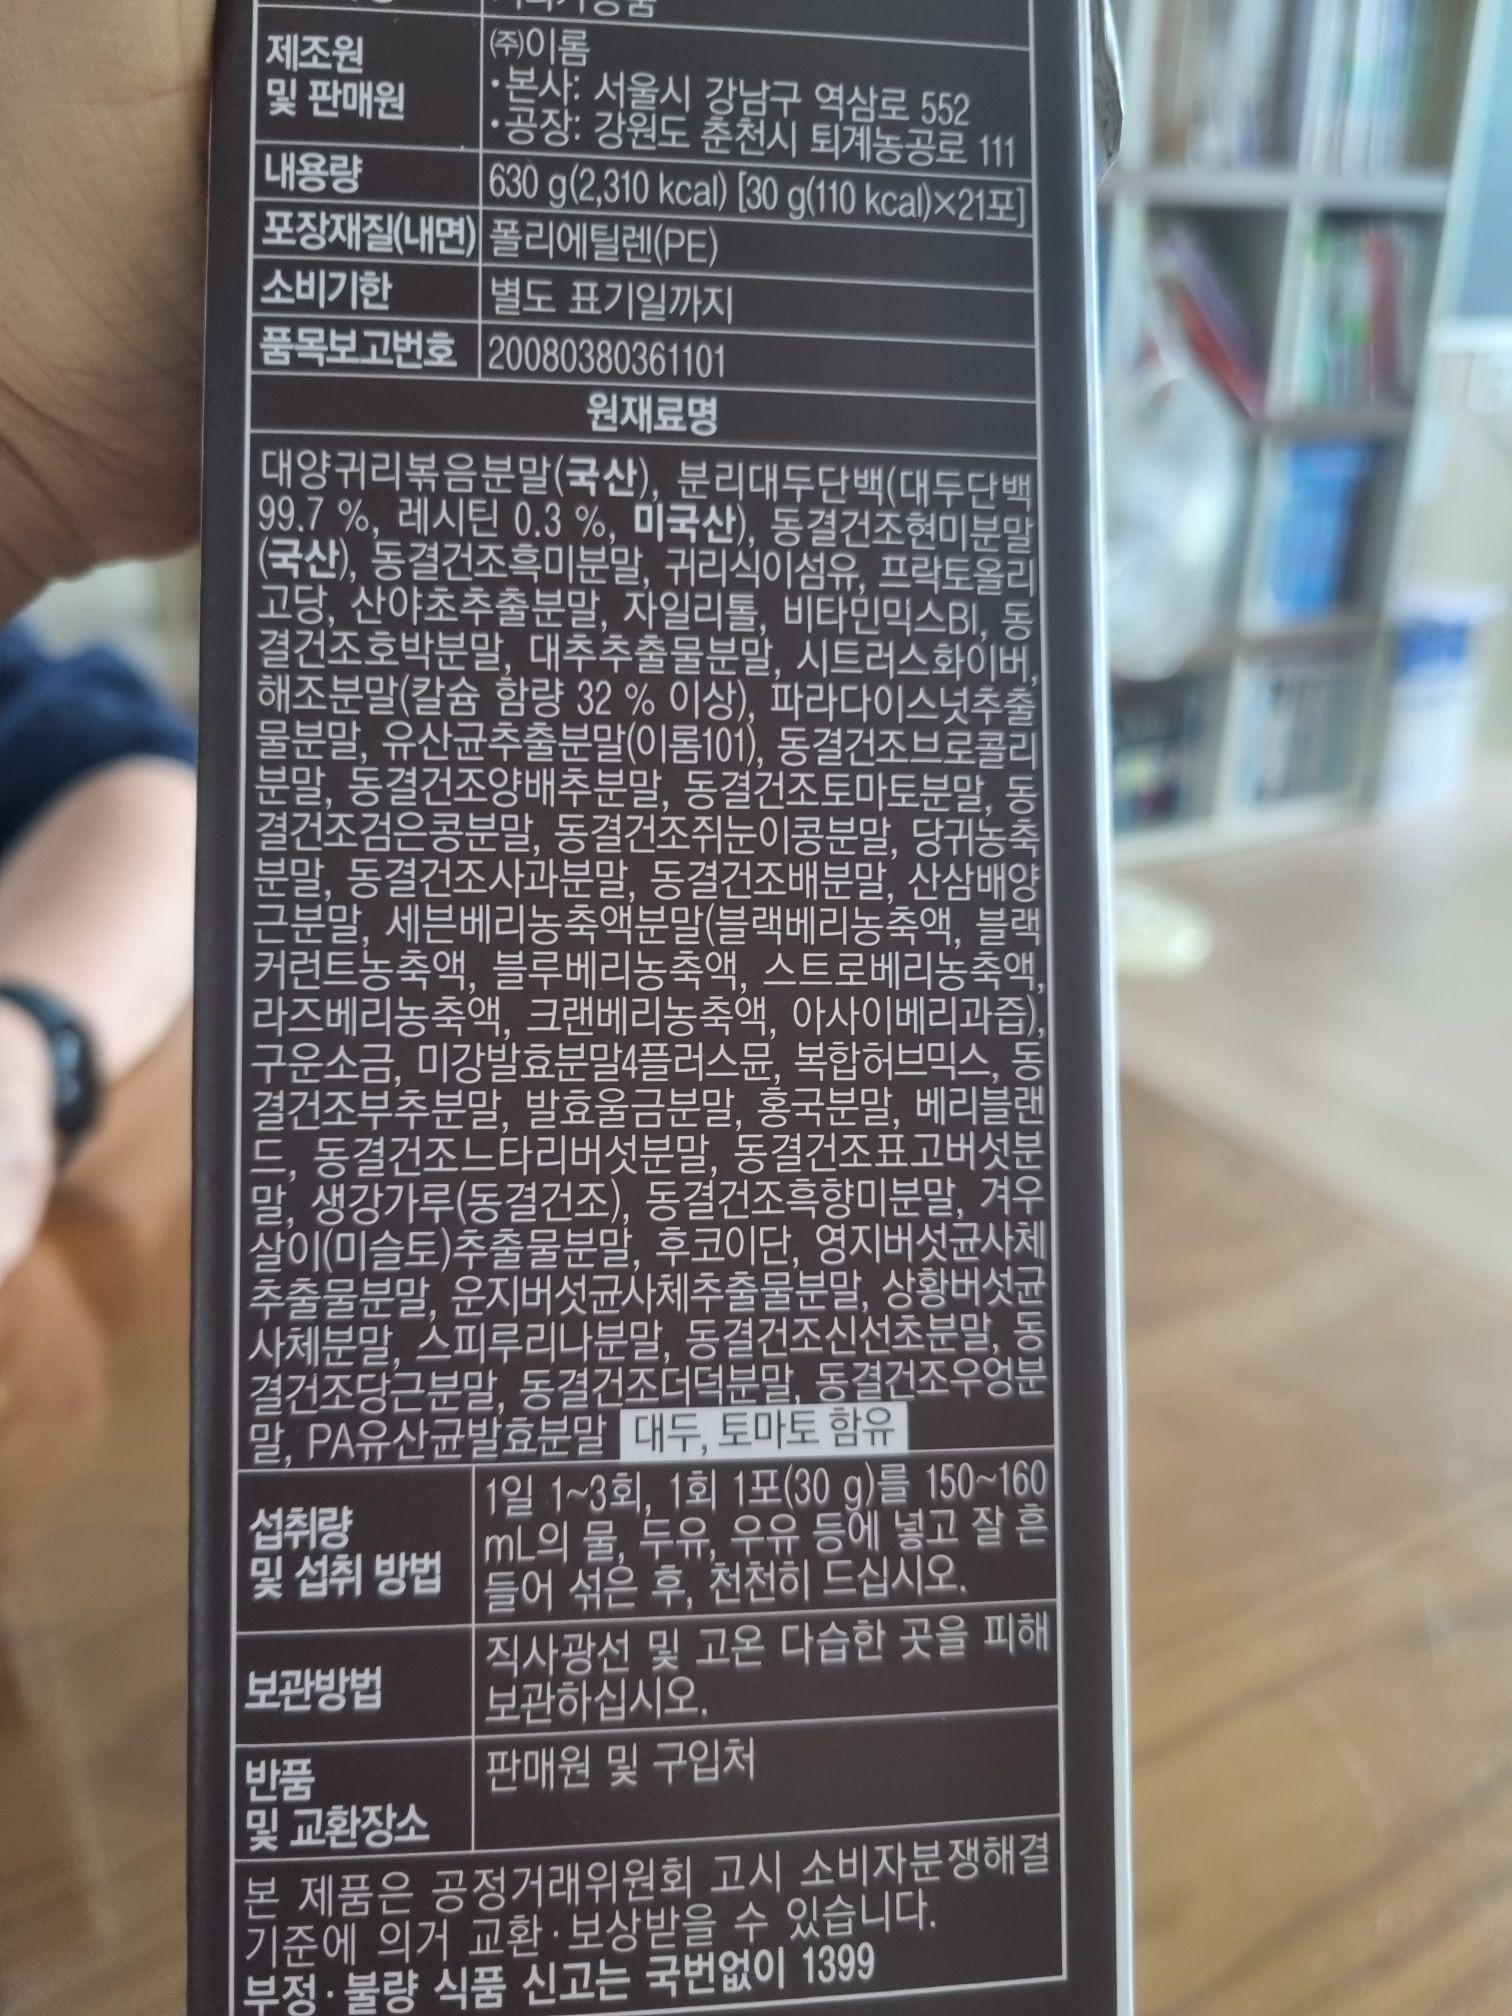 제조원
및 판매원
(주)이롬
•본사: 서울시 강남구 역삼로 552
•공장: 강원도 춘천시 퇴계농공로 111
내용량
630 g(2,310 kcal) [30 g(110 kcal)×21포]
포장재질(내면)
폴리에틸렌(PE)
소비기한
별도 표기일까지
품목보고번호
20080380361101
원재료명
대양귀리볶음분말(국산), 분리대두단백(대두단백
99.7 %, 레시틴 0.3 %, 미국산), 동결건조현미분말
(국산), 동결건조흑미분말, 귀리식이섬유, 프락토올리
고당, 산야초추출분말, 자일리톨, 비타민믹스BI, 동
결건조호박분말, 대추추출물분말, 시트러스화이버,
해조분말(칼슘 함량 32 % 이상), 파라다이스넛추출
물분말, 유산균추출분말(이롬101), 동결건조브로콜리
분말, 동결건조양배추분말, 동결건조토마토분말, 동
결건조검은콩분말, 동결건조쥐눈이콩분말, 당귀농축
분말, 동결건조사과분말, 동결건조배분말, 산삼배양
근분말, 세븐베리농축액분말(블랙베리농축액, 블랙
커런트농축액, 블루베리농축액, 스트로베리농축액,
라즈베리농축액, 크랜베리농축액, 아사이베리과즙),
구운소금, 미강발효분말4플러스뮨, 복합허브믹스, 동
결건조부추분말, 발효울금분말, 홍국분말, 베리블랜
드, 동결건조느타리버섯분말, 동결건조표고버섯분
말, 생강가루(동결건조), 동결건조흑향미분말, 겨우
살이(미슬토)추출물분말, 후코이단, 영지버섯균사체
추출물분말, 운지버섯균사체추출물분말, 상황버섯균
사체분말, 스피루리나분말, 동결건조신선초분말, 동
결건조당근분말, 동결건조더덕분말, 동결건조우엉분
말, PA유산균발효분말 대두, 토마토 함유
섭취량
및 섭취 방법
1일 1~3회, 1회 1포(30 g)를 150~160
mL의 물, 두유, 우유 등에 넣고 잘 흔
들어 섞은 후, 천천히 드십시오.
보관방법
직사광선 및 고온 다습한 곳을 피해
보관하십시오.
반품
및 교환장소
판매원 및 구입처
본 제품은 공정거래위원회 고시 소비자분쟁해결
기준에 의거 교환·보상받을 수 있습니다.
부정·불량 식품 신고는 국번없이 1399